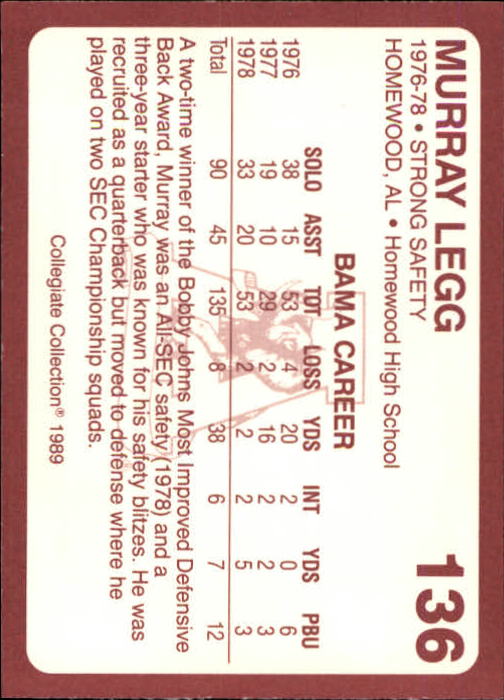 MURRAY LEGG 136
1976-78 • STRONG SAFETY
HOMEWOOD, AL • Homewood High School
BAMA CAREER
SOLO ASST TOT LOSS YDS INT YDS PBU
1976 38 15 53 4 20 2 0 6
1977 19 10 29 2 16 2 2 3
1978 33 20 53 2 2 2 5 3
Total 90 45 135 8 38 6 7 12
A two-time winner of the Bobby Johns Most Improved Defensive
Back Award, Murray was an All-SEC safety (1978) and a
three-year starter who was known for his safety blitzes. He was
recruited as a quarterback but moved to defense where he
played on two SEC Championship squads.
Collegiate Collection® 1989